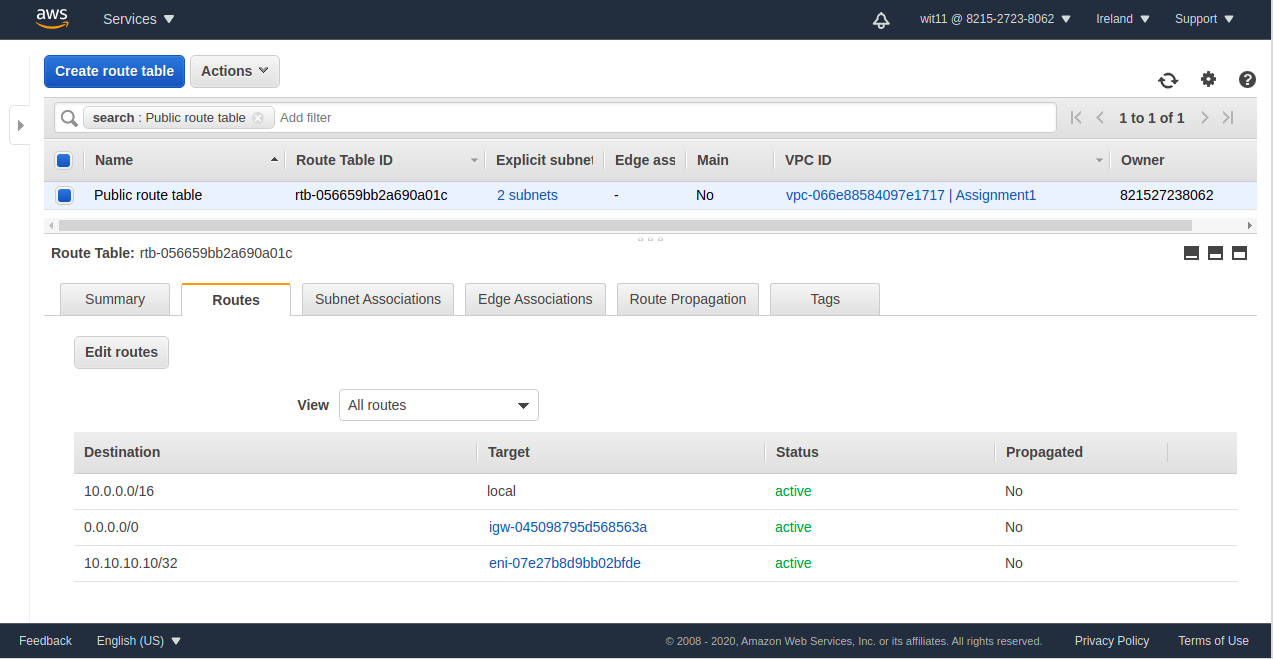 aws Services wit11 @ 8215-2723-8062 Ireland Support
Create route table Actions
search : Public route table Add filter 1 to 1 of 1
Name Route Table ID Explicit subnet Edge ass Main VPC ID Owner
Public route table rtb-056659bb2a690a01c 2 subnets - No vpc-066e88584097e1717 | Assignment1 821527238062
Route Table: rtb-056659bb2a690a01c
Summary Routes Subnet Associations Edge Associations Route Propagation Tags
Edit routes
View All routes
Destination Target Status Propagated
10.0.0.0/16 local active No
0.0.0.0/0 igw-045098795d568563a active No
10.10.10.10/32 eni-07e27b8d9bb02bfde active No
Feedback English (US) © 2008 - 2020, Amazon Web Services, Inc. or its affiliates. All rights reserved. Privacy Policy Terms of Use